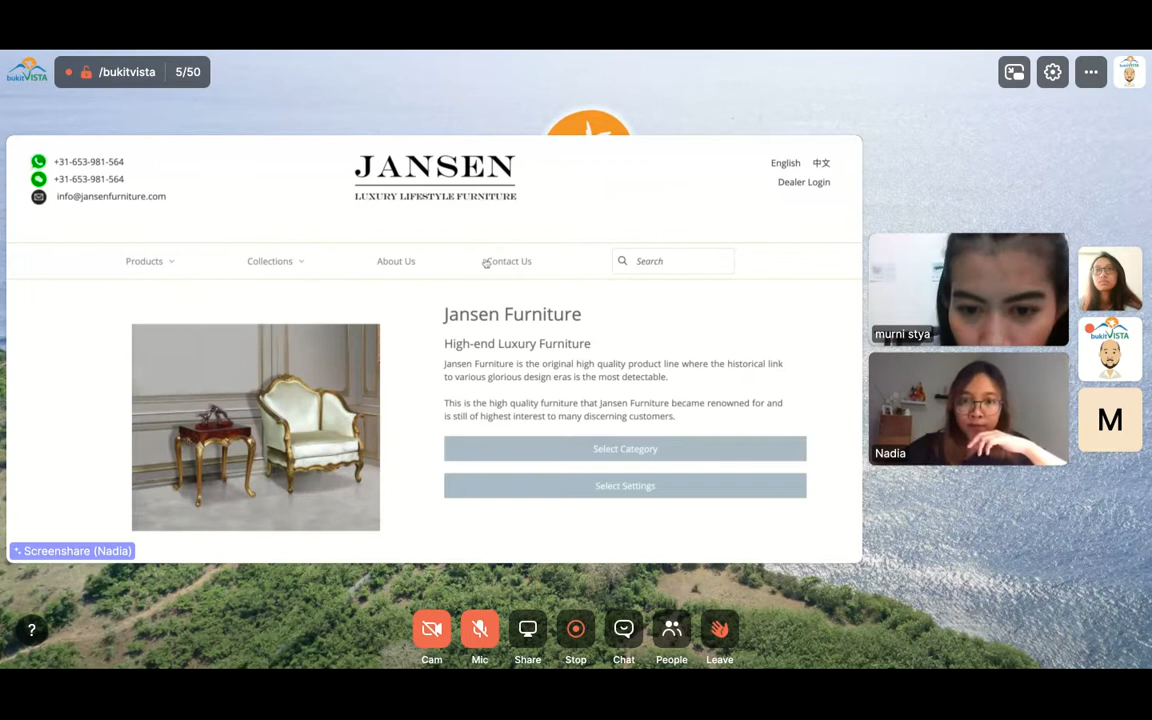 bukitVISTA
/bukitvista 5/50
+31-653-981-564
+31-653-981-564
info@jansenfurniture.com
JANSEN
LUXURY LIFESTYLE FURNITURE
English 中文
Dealer Login
Products Collections About Us Contact Us Search
Jansen Furniture
High-end Luxury Furniture
Jansen Furniture is the original high quality product line where the historical link
to various glorious design eras is the most detectable.
This is the high quality furniture that Jansen Furniture became renowned for and
is still of highest interest to many discerning customers.
Select Category
Select Settings
Screenshare (Nadia)
murni stya
Nadia
bukitVISTA
M
?
Cam Mic Share Stop Chat People Leave